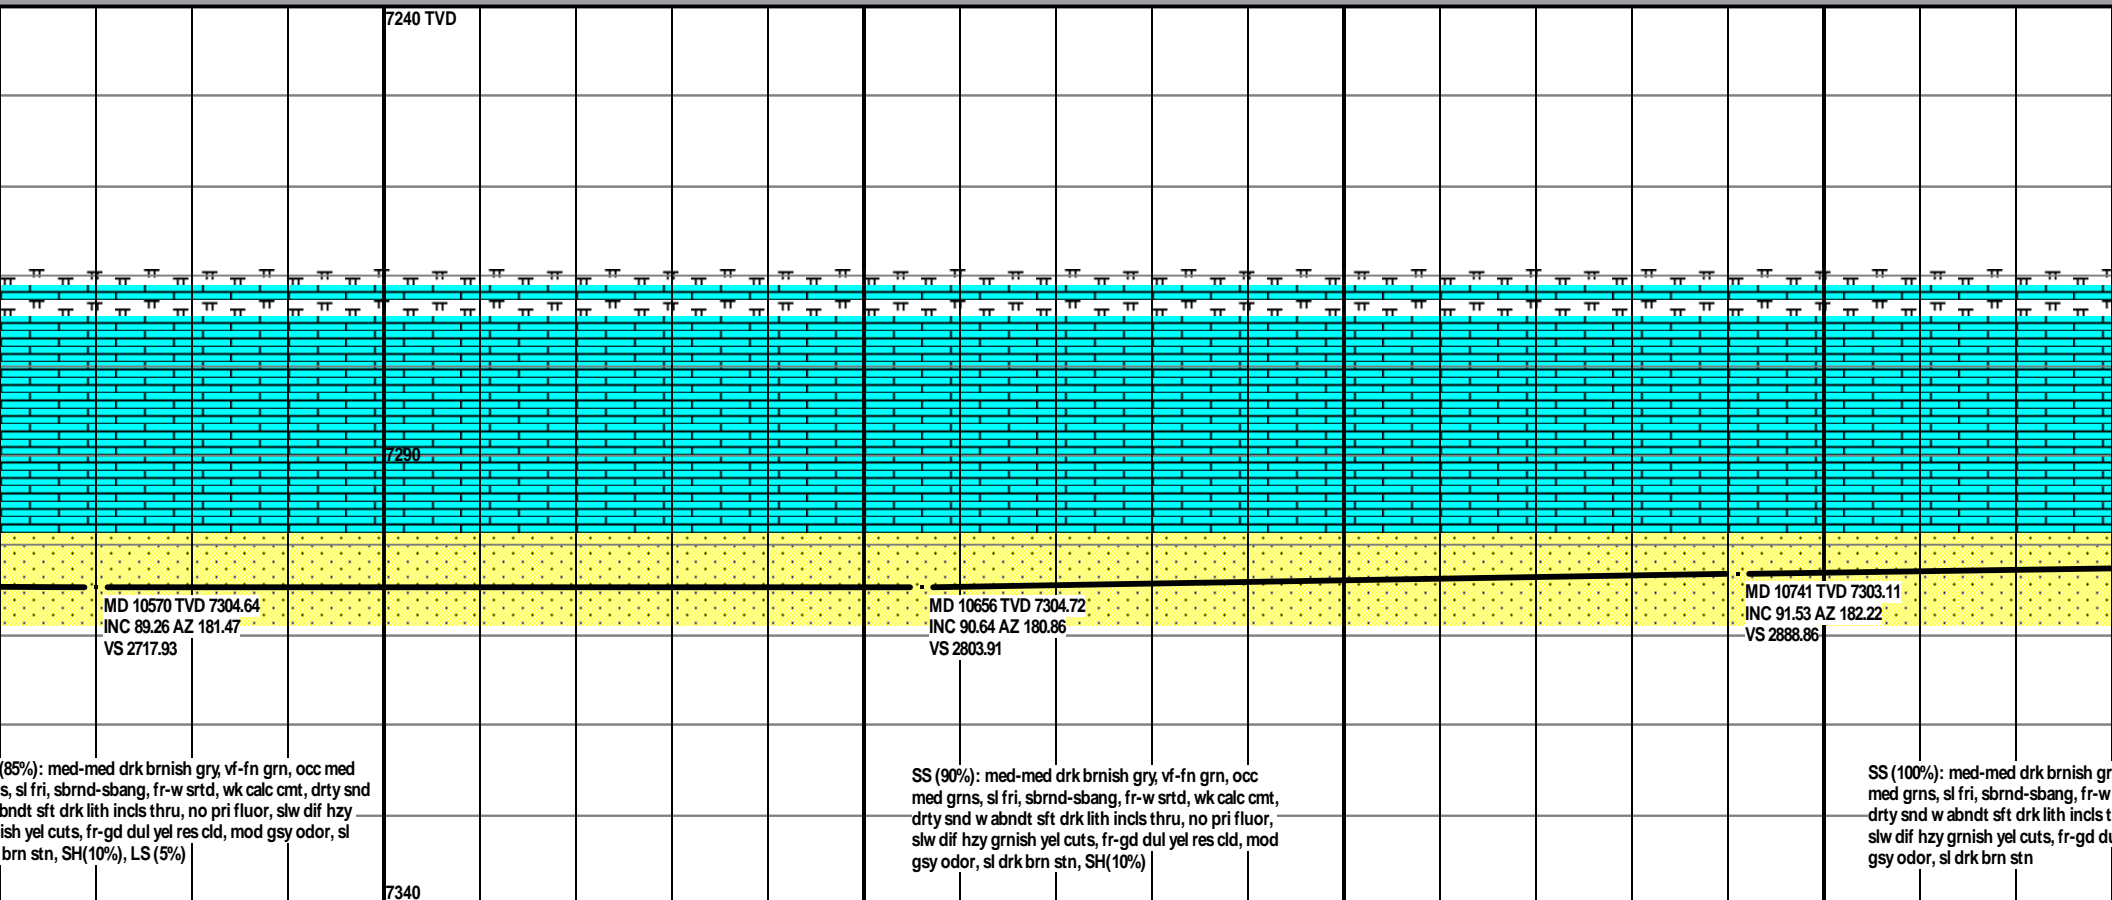 7240 TVD
7290
MD 10570 TVD 7304.64
INC 89.26 AZ 181.47
VS 2717.93
MD 10656 TVD 7304.72
INC 90.64 AZ 180.86
VS 2803.91
MD 10741 TVD 7303.11
INC 91.53 AZ 182.22
VS 2888.86
(85%): med-med drk brnish gry, vf-fn grn, occ med
s, sl fri, sbrnd-sbang, fr-w srtd, wk calc cmt, drty snd
bndt sft drk lith incls thru, no pri fluor, slw dif hzy
ish yel cuts, fr-gd dul yel res cld, mod gsy odor, sl
brn stn, SH(10%), LS (5%)
SS (90%): med-med drk brnish gry, vf-fn grn, occ
med grns, sl fri, sbrnd-sbang, fr-w srtd, wk calc cmt,
drty snd w abndt sft drk lith incls thru, no pri fluor,
slw dif hzy grnish yel cuts, fr-gd dul yel res cld, mod
gsy odor, sl drk brn stn, SH(10%)
SS (100%): med-med drk brnish gr
med grns, sl fri, sbrnd-sbang, fr-w
drty snd w abndt sft drk lith incls t
slw dif hzy grnish yel cuts, fr-gd du
gsy odor, sl drk brn stn
7340